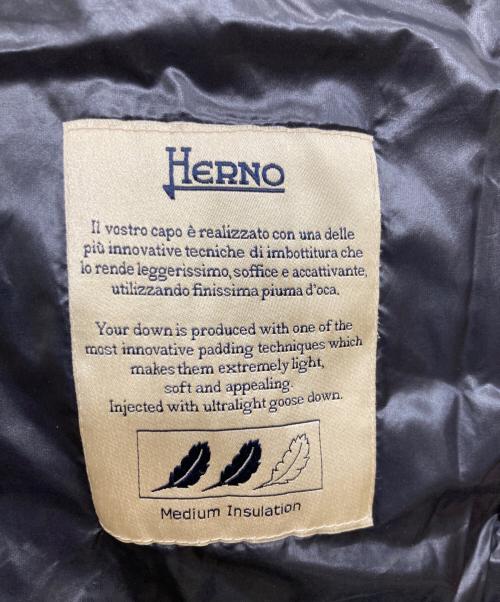 HERNO
Il vostro capo è realizzato con una delle
più innovative tecniche di imbottitura che
lo rende leggerissimo, soffice e accattivante,
utilizzando finissima piuma d'oca.
Your down is produced with one of the
most innovative padding techniques which
makes them extremely light,
soft and appealing.
Injected with ultralight goose down.
Medium Insulation